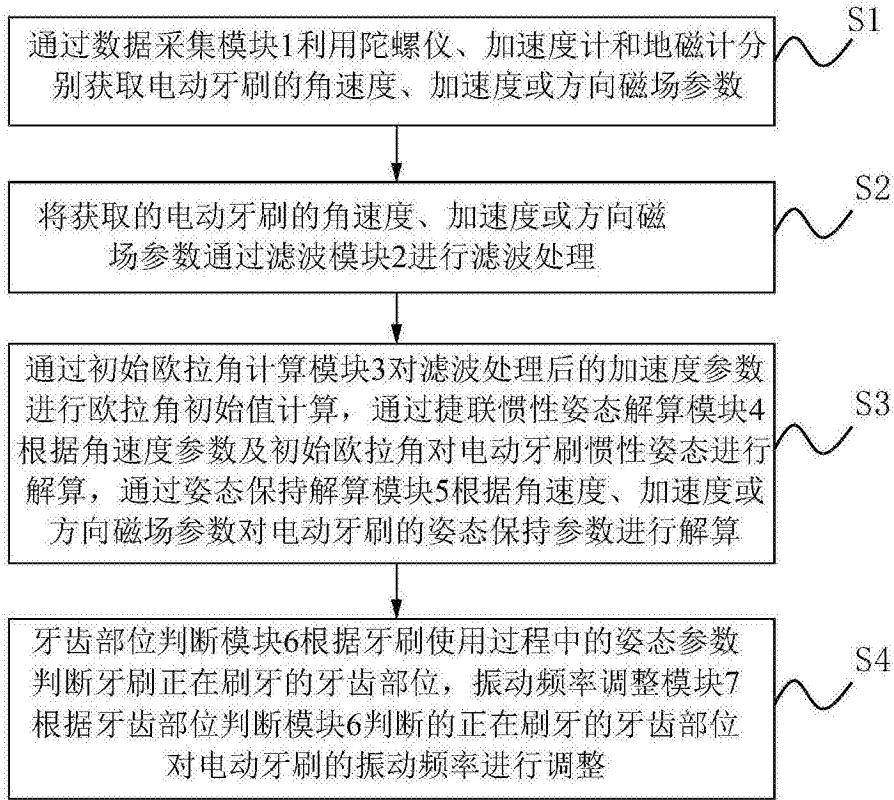 通过数据采集模块1利用陀螺仪、加速度计和地磁计分
别获取电动牙刷的角速度、加速度或方向磁场参数
S1
将获取的电动牙刷的角速度、加速度或方向磁
场参数通过滤波模块2进行滤波处理
S2
通过初始欧拉角计算模块3对滤波处理后的加速度参数
进行欧拉角初始值计算，通过捷联惯性姿态解算模块4
根据角速度参数及初始欧拉角对电动牙刷惯性姿态进行
解算，通过姿态保持解算模块5根据角速度、加速度或
方向磁场参数对电动牙刷的姿态保持参数进行解算
S3
牙齿部位判断模块6根据牙刷使用过程中的姿态参数
判断牙刷正在刷牙的牙齿部位，振动频率调整模块7
根据牙齿部位判断模块6判断的正在刷牙的牙齿部位
对电动牙刷的振动频率进行调整
S4